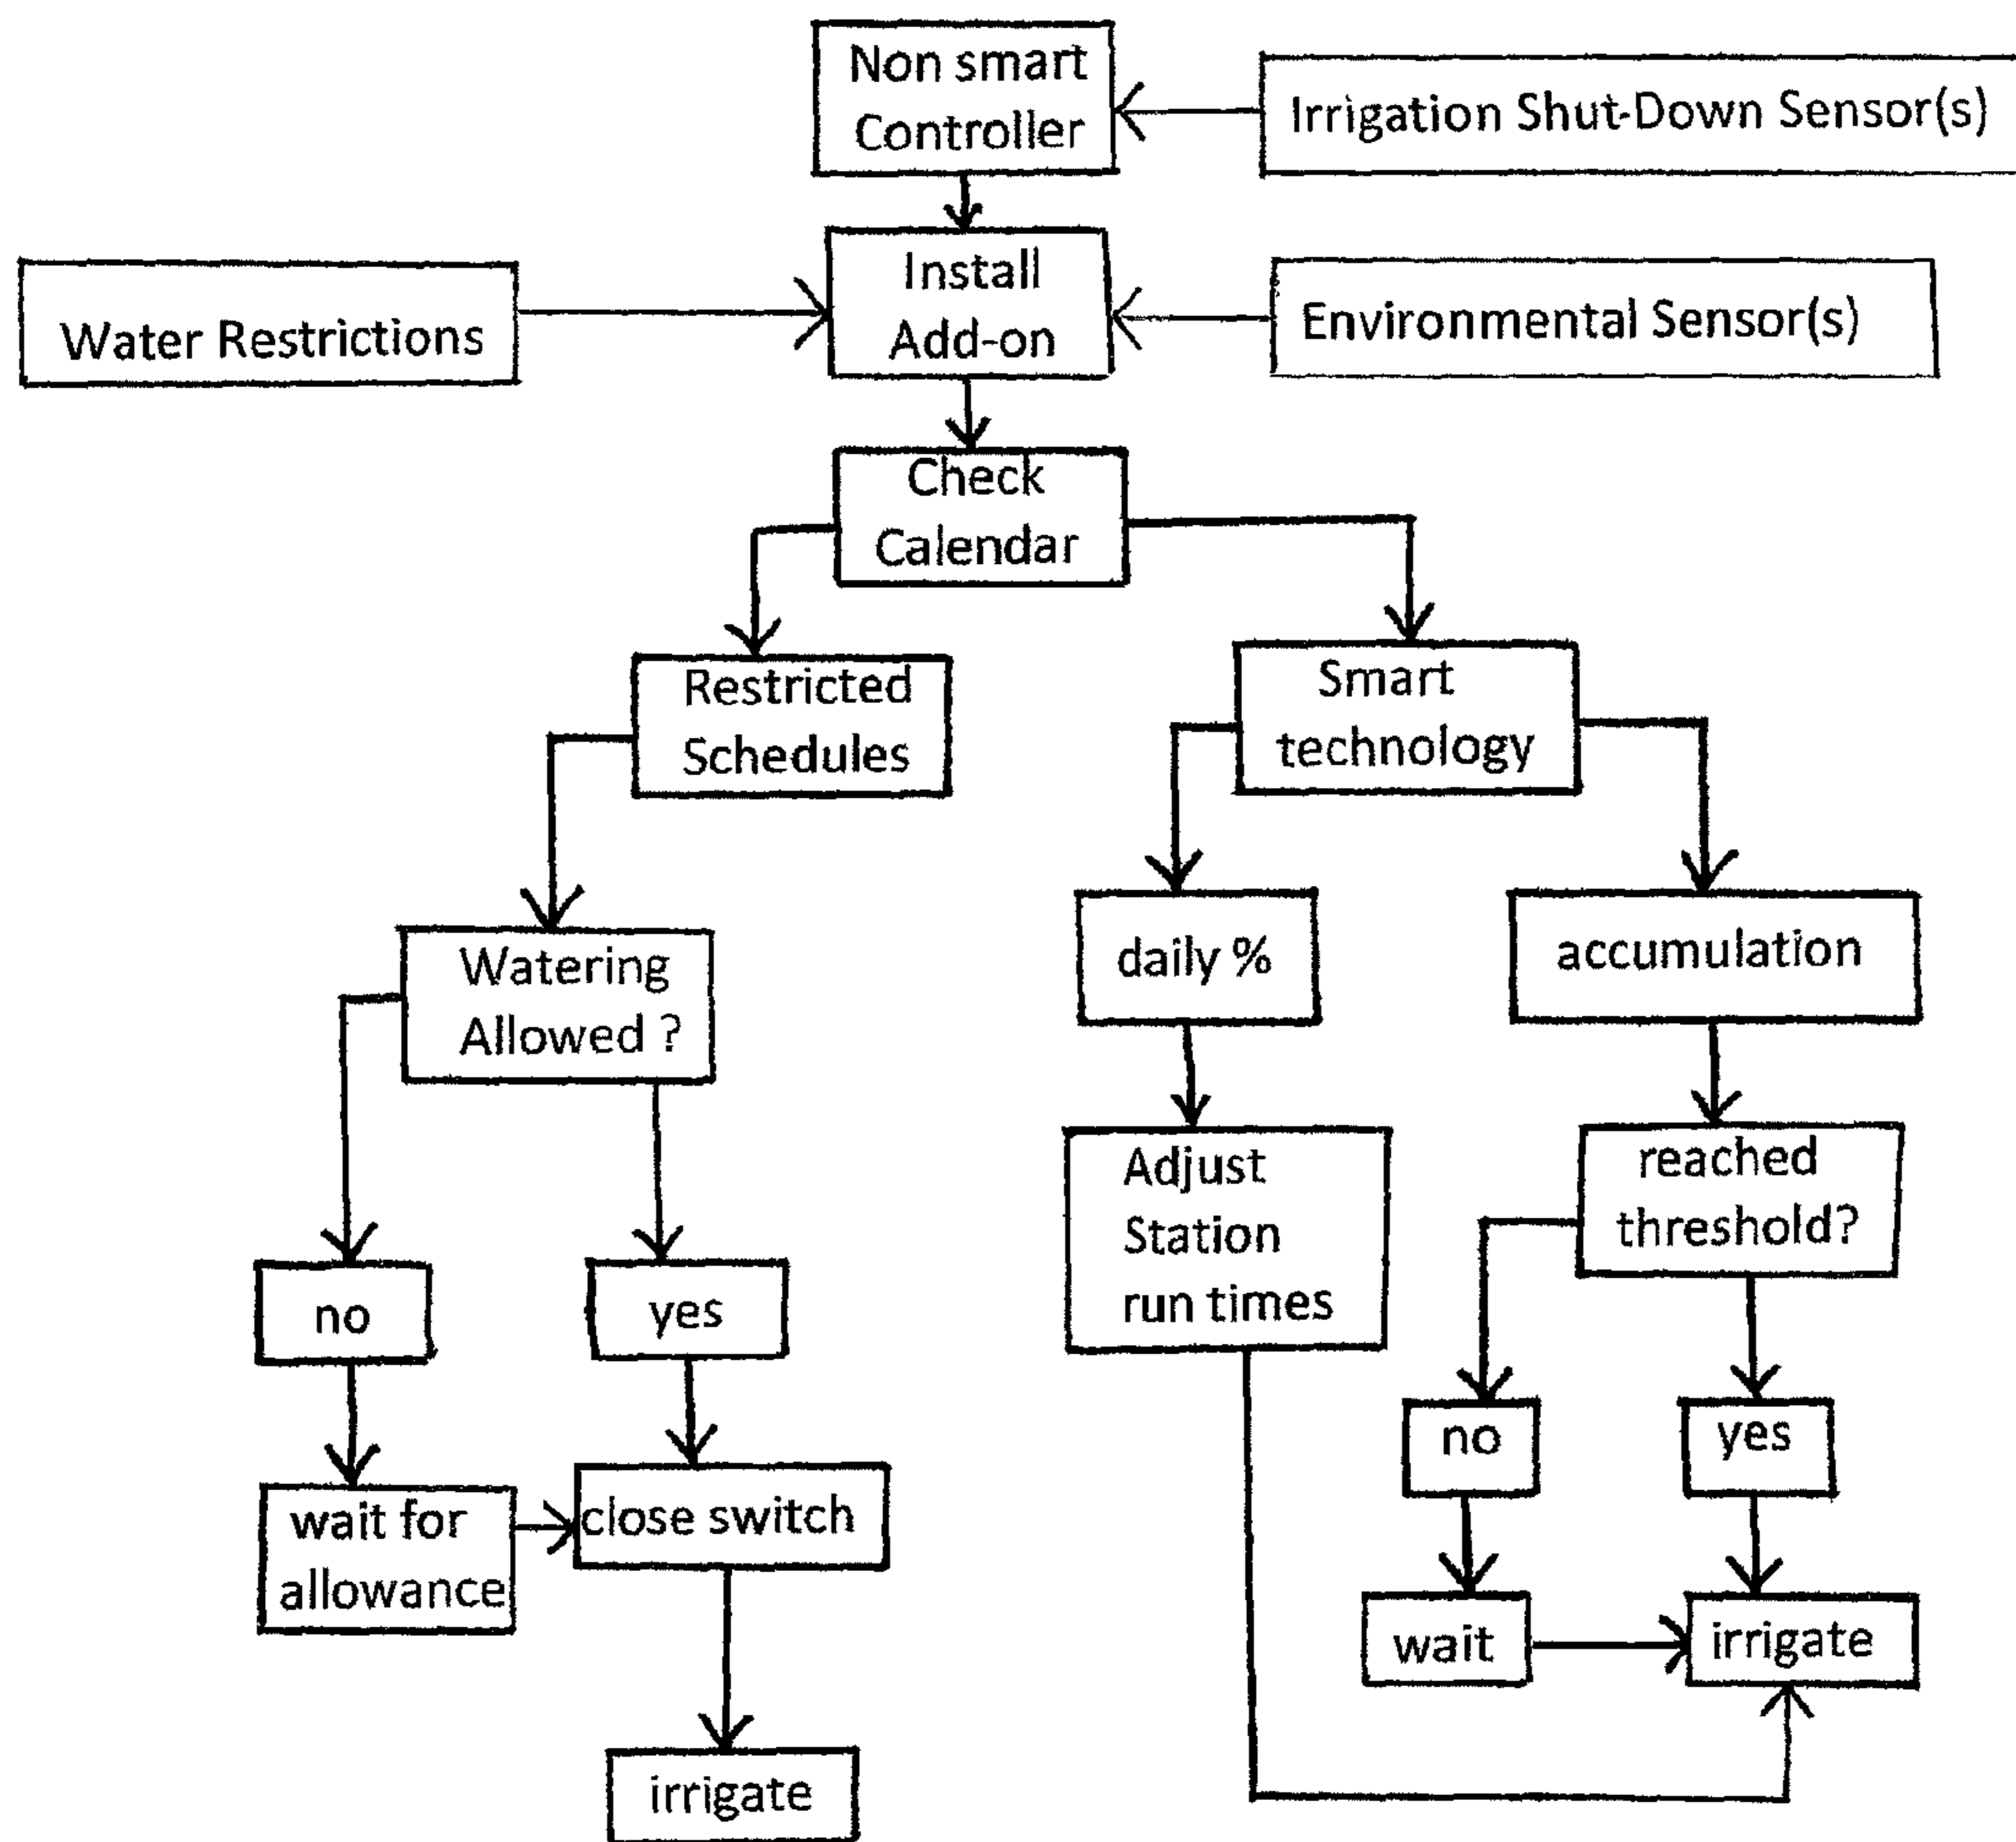 Non smart
Controller
Irrigation Shut-Down Sensor(s)
Install
Add-on
Water Restrictions
Environmental Sensor(s)
Check
Calendar
Restricted
Schedules
Smart
technology
Watering
Allowed ?
daily %
accumulation
Adjust
Station
run times
reached
threshold?
no
yes
no
yes
wait for
allowance
close switch
wait
irrigate
irrigate